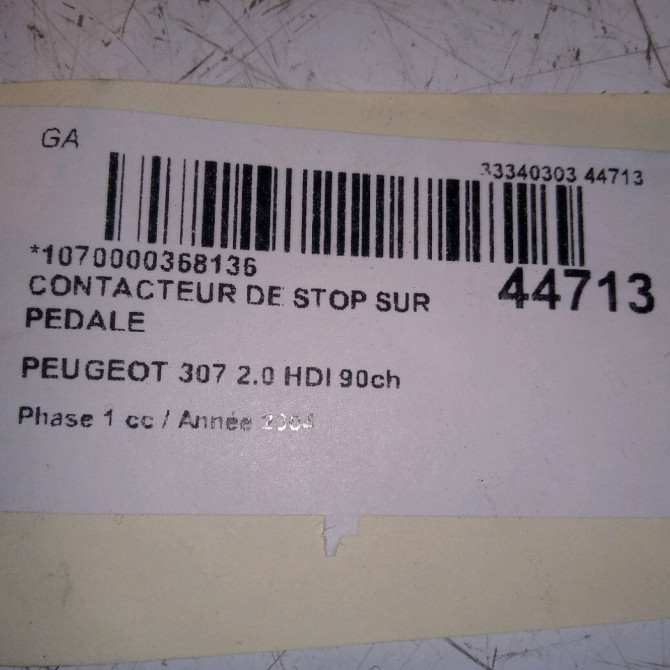 GA
33340303 44713
*1070000368136
44713
CONTACTEUR DE STOP SUR
PEDALE
PEUGEOT 307 2.0 HDI 90ch
Phase 1 cc / Année